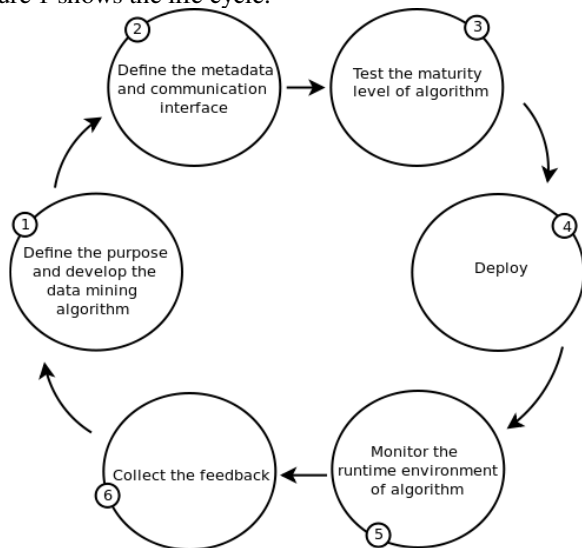 ure 1 shows the life cycle.
2
Define the metadata
and communication
interface
3
Test the maturity
level of algorithm
1
Define the purpose
and develop the
data mining
algorithm
4
Deploy
6
Collect the feedback
Monitor the
runtime environment
of algorithm
5